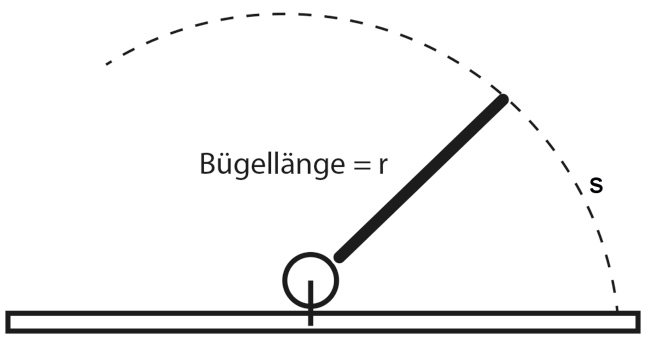 Bügellänge = r
s